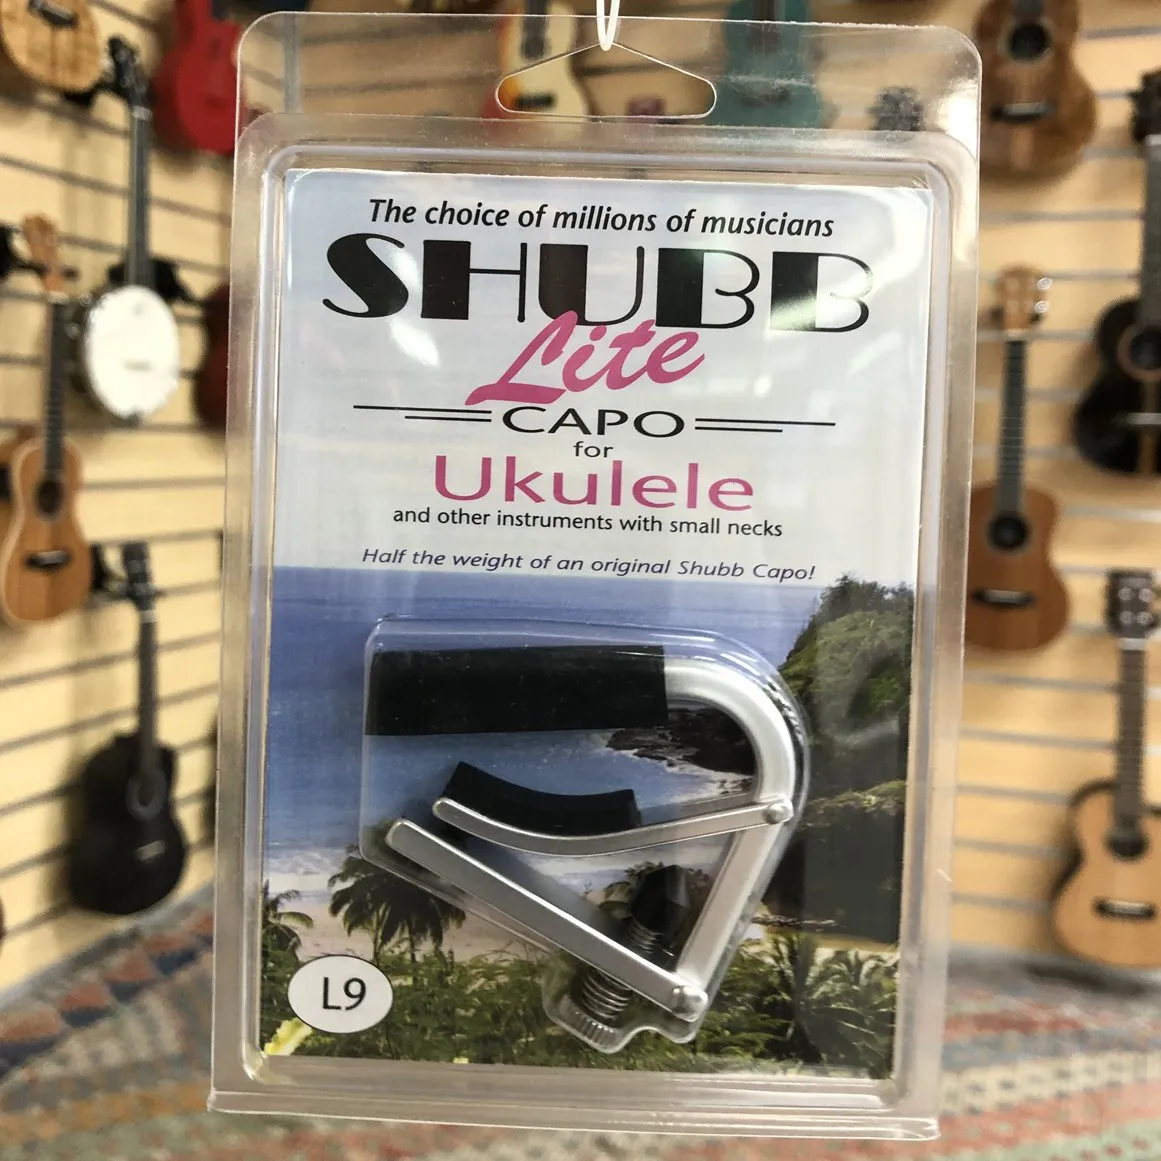 The choice of millions of musicians
SHUBB
Lite
CAPO
for
Ukulele
and other instruments with small necks
Half the weight of an original Shubb Capo!
L9